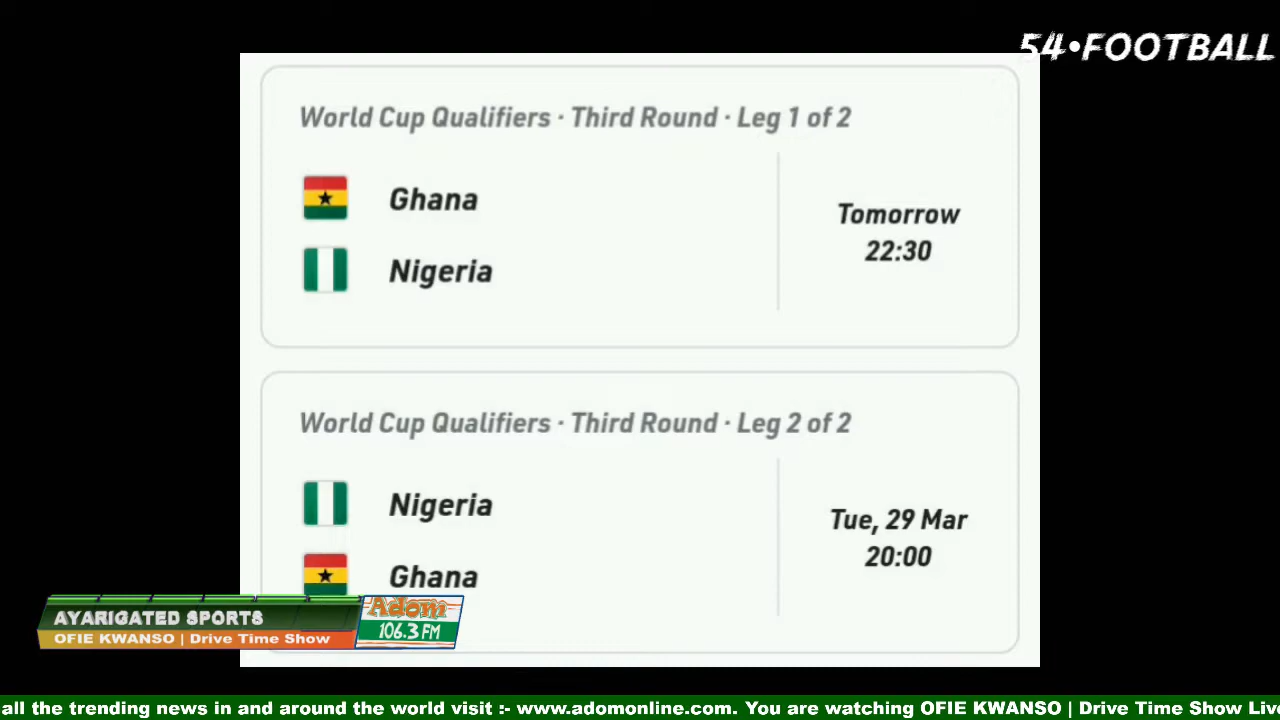 54•FOOTBALL
World Cup Qualifiers · Third Round · Leg 1 of 2
Ghana
Nigeria
Tomorrow
22:30
World Cup Qualifiers · Third Round · Leg 2 of 2
Nigeria
Ghana
Tue, 29 Mar
20:00
AYARIGATED SPORTS
OFIE KWANSO | Drive Time Show
Adom
106.3 FM
all the trending news in and around the world visit :- www.adomonline.com. You are watching OFIE KWANSO | Drive Time Show Live